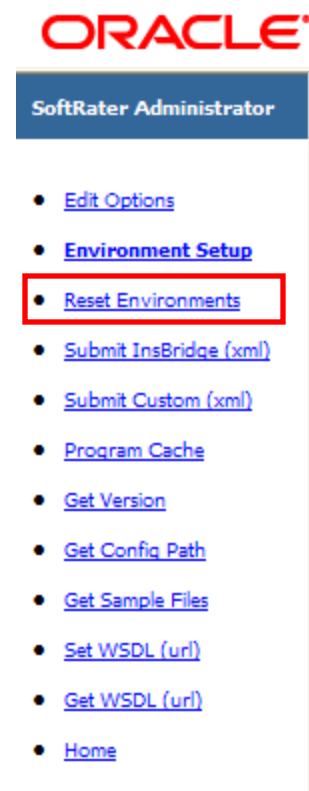 ORACLE
SoftRater Administrator
Edit Options
Environment Setup
Reset Environments
Submit InsBridge (xml)
Submit Custom (xml)
Program Cache
Get Version
Get Config Path
Get Sample Files
Set WSDL (url)
Get WSDL (url)
Home